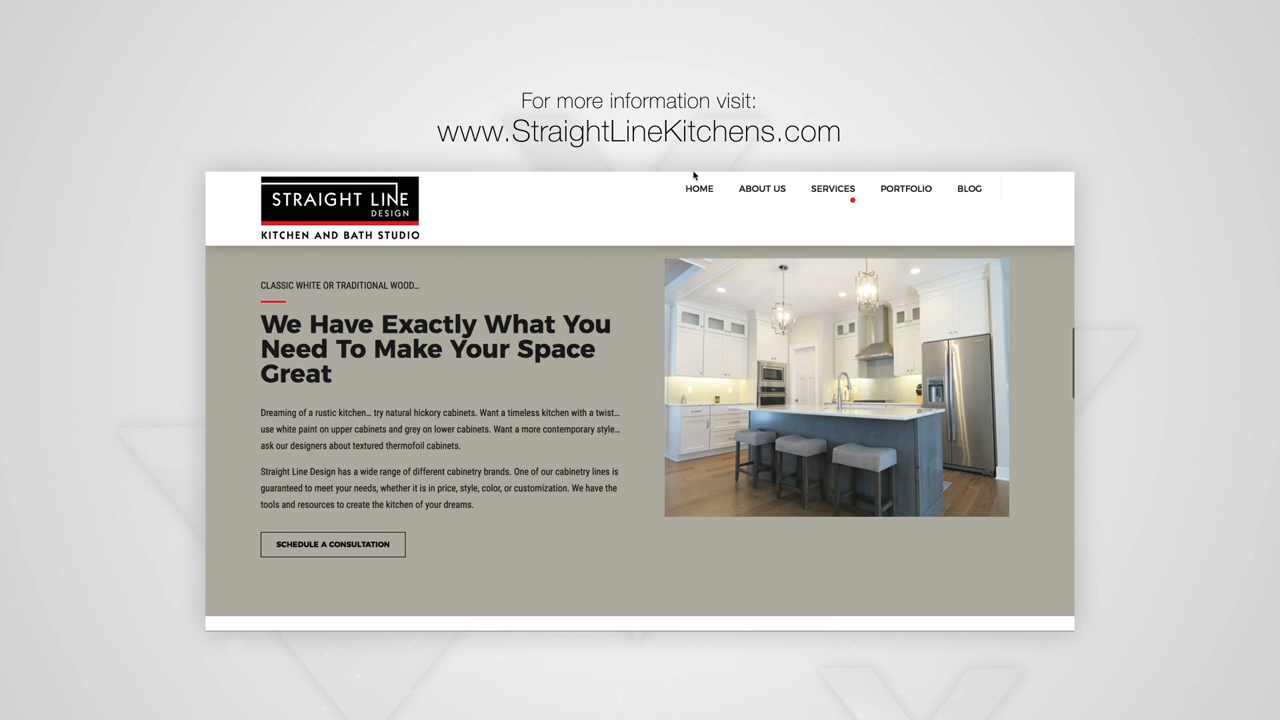 For more information visit:
www.StraightLineKitchens.com
STRAIGHT LINE
DESIGN
KITCHEN AND BATH STUDIO
HOME ABOUT US SERVICES PORTFOLIO BLOG
CLASSIC WHITE OR TRADITIONAL WOOD...
We Have Exactly What You
Need To Make Your Space
Great
Dreaming of a rustic kitchen... try natural hickory cabinets. Want a timeless kitchen with a twist...
use white paint on upper cabinets and grey on lower cabinets. Want a more contemporary style...
ask our designers about textured thermofoil cabinets.
Straight Line Design has a wide range of different cabinetry brands. One of our cabinetry lines is
guaranteed to meet your needs, whether it is in price, style, color, or customization. We have the
tools and resources to create the kitchen of your dreams.
SCHEDULE A CONSULTATION